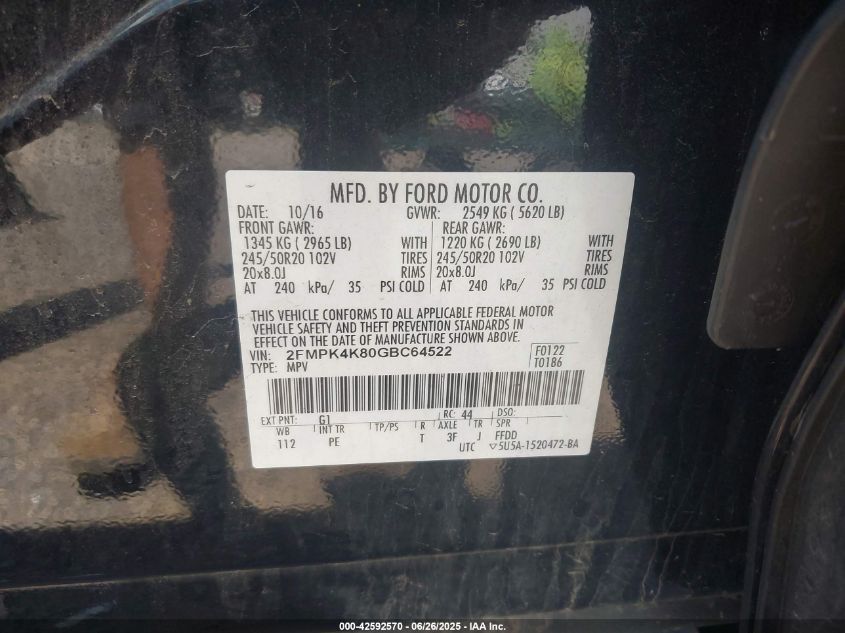 MFD. BY FORD MOTOR CO.
DATE: 10/16 GVWR: 2549 KG ( 5620 LB)
FRONT GAWR: REAR GAWR:
1345 KG ( 2965 LB) WITH 1220 KG ( 2690 LB) WITH
245/50R20 102V TIRES 245/50R20 102V TIRES
20x8.0J RIMS 20x8.0J RIMS
AT 240 kPa/ 35 PSI COLD AT 240 kPa/ 35 PSI COLD
THIS VEHICLE CONFORMS TO ALL APPLICABLE FEDERAL MOTOR
VEHICLE SAFETY AND THEFT PREVENTION STANDARDS IN
EFFECT ON THE DATE OF MANUFACTURE SHOWN ABOVE.
VIN: 2FMPK4K80GBC64522 F0122
TYPE: MPV T0186
EXT PNT: G1 RC: 44 DSO:
WB INT TR TP/PS R AXLE TR SPR
112 PE T 3F J FFDD
UTC ▽5U5A-1520472-BA
000-42592570 - 06/26/2025 - IAA Inc.